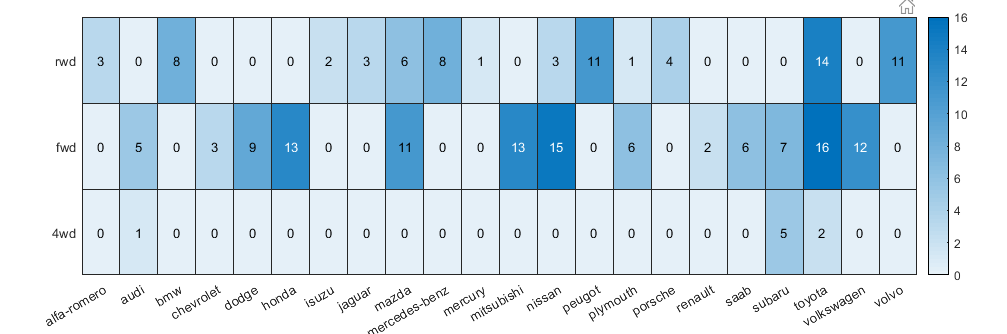 16
rwd 3 0 8 0 0 0 2 3 6 8 1 0 3 11 1 4 0 0 0 14 0 11
14
12
10
fwd 0 5 0 3 9 13 0 0 11 0 0 13 15 0 6 0 2 6 7 16 12 0
8
6
4
4wd 0 1 0 0 0 0 0 0 0 0 0 0 0 0 0 0 0 0 5 2 0 0
2
0
alfa-romero audi bmw chevrolet dodge honda isuzu jaguar mazda mercedes-benz mercury mitsubishi nissan peugot plymouth porsche renault saab subaru toyota volkswagen volvo